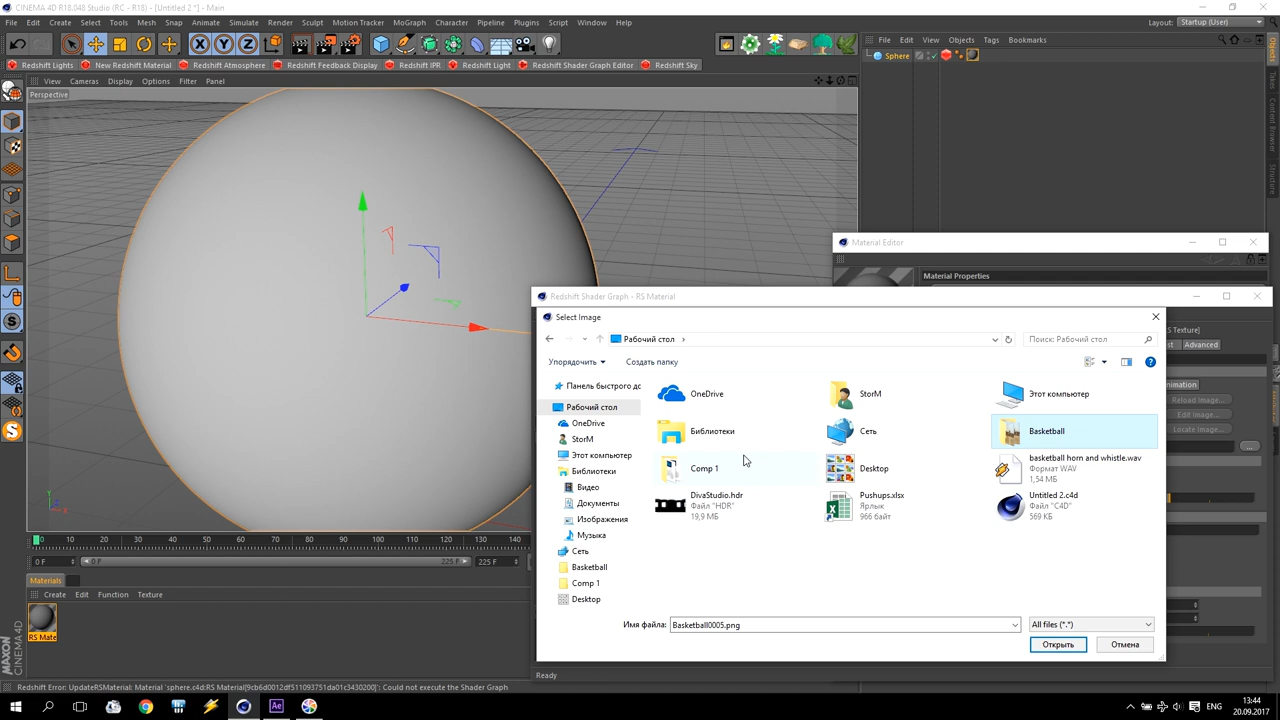 CINEMA 4D R18.048 Studio (RC - R18) - [Untitled 2 *] - Main
File Edit Create Select Tools Mesh Snap Animate Simulate Render Sculpt Motion Tracker MoGraph Character Pipeline Plugins Script Window Help
Layout: Startup (User)
File Edit View Objects Tags Bookmarks
Sphere
Redshift Lights New Redshift Material Redshift Atmosphere Redshift Feedback Display Redshift IPR Redshift Light Redshift Shader Graph Editor Redshift Sky
View Cameras Display Options Filter Panel
Perspective
Objects
Takes
Content Browser
Structure
Material Editor
Material Properties
Redshift Shader Graph - RS Material
Select Image
Рабочий стол
Поиск: Рабочий стол
Упорядочить Создать папку
Панель быстрого дс
Рабочий стол
OneDrive
StorM
Этот компьютер
Библиотеки
Видео
Документы
Изображения
Музыка
Сеть
Basketball
Comp 1
Desktop
OneDrive
StorM
Этот компьютер
Библиотеки
Сеть
Basketball
Comp 1
Desktop
basketball horn and whistle.wav
Формат WAV
1,54 МБ
DivaStudio.hdr
Файл "HDR"
19,9 МБ
Pushups.xlsx
Ярлык
966 байт
Untitled 2.c4d
Файл "C4D"
569 КБ
Имя файла:
Basketball0005.png
All files (*.*)
Открыть
Отмена
Advanced
Reload Image...
Edit Image...
Locate Image...
Ready
0 10 20 30 40 50 60 70 80 90 100 110 120 130 140
0 F
0 F
225 F
225 F
Materials
Create Edit Function Texture
RS Mate
MAXON
CINEMA 4D
Redshift Error: UpdateRSMaterial: Material 'sphere.c4d:RS Material[9cb6d0012df5110937​51da01c3430200]': Could not execute the Shader Graph
ENG
13:44
20.09.2017